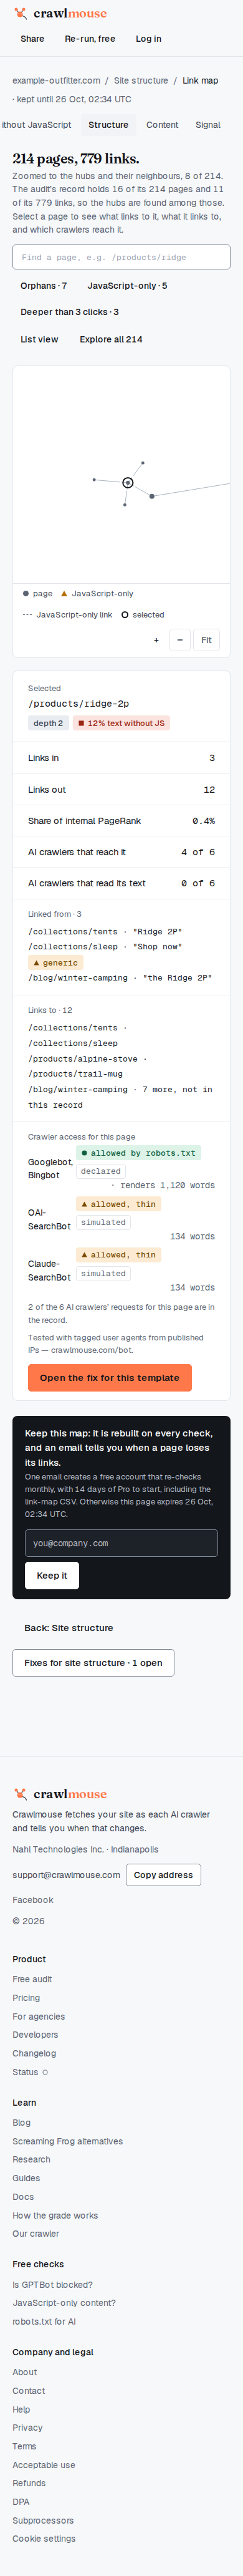 crawlmouse
Share Re-run, free Log in
example-outfitter.com / Site structure / Link map
· kept until 26 Oct, 02:34 UTC
ithout JavaScript Structure Content Signal
214 pages, 779 links.
Zoomed to the hubs and their neighbours, 8 of 214.
The audit's record holds 16 of its 214 pages and 11
of its 779 links, so the hubs are found among those.
Select a page to see what links to it, what it links to,
and which crawlers reach it.
Find a page, e.g. /products/ridge
Orphans · 7 JavaScript-only · 5
Deeper than 3 clicks · 3
List view Explore all 214
page JavaScript-only
JavaScript-only link selected
+ − Fit
Selected
/products/ridge-2p
depth 2 12% text without JS
Links in 3
Links out 12
Share of internal PageRank 0.4%
AI crawlers that reach it 4 of 6
AI crawlers that read its text 0 of 6
Linked from · 3
/collections/tents · "Ridge 2P"
/collections/sleep · "Shop now"
generic
/blog/winter-camping · "the Ridge 2P"
Links to · 12
/collections/tents ·
/collections/sleep
/products/alpine-stove ·
/products/trail-mug
/blog/winter-camping · 7 more, not in
this record
Crawler access for this page
Googlebot, Bingbot allowed by robots.txt
declared
· renders 1,120 words
OAI-SearchBot allowed, thin
simulated
134 words
Claude-SearchBot allowed, thin
simulated
134 words
2 of the 6 AI crawlers' requests for this page are in
the record.
Tested with tagged user agents from published
IPs — crawlmouse.com/bot.
Open the fix for this template
Keep this map: it is rebuilt on every check,
and an email tells you when a page loses
its links.
One email creates a free account that re-checks
monthly, with 14 days of Pro to start, including the
link-map CSV. Otherwise this page expires 26 Oct,
02:34 UTC.
you@company.com
Keep it
Back: Site structure
Fixes for site structure · 1 open
crawlmouse
Crawlmouse fetches your site as each AI crawler
and tells you when that changes.
Nahl Technologies Inc. · Indianapolis
support@crawlmouse.com Copy address
Facebook
© 2026
Product
Free audit
Pricing
For agencies
Developers
Changelog
Status
Learn
Blog
Screaming Frog alternatives
Research
Guides
Docs
How the grade works
Our crawler
Free checks
Is GPTBot blocked?
JavaScript-only content?
robots.txt for AI
Company and legal
About
Contact
Help
Privacy
Terms
Acceptable use
Refunds
DPA
Subprocessors
Cookie settings